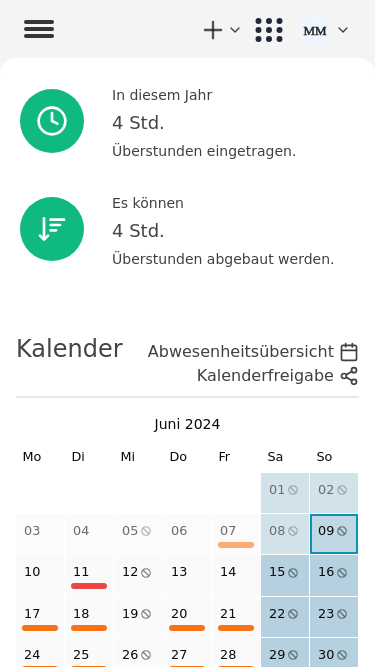 MM
In diesem Jahr
4 Std.
Überstunden eingetragen.
Es können
4 Std.
Überstunden abgebaut werden.
Kalender
Abwesenheitsübersicht
Kalenderfreigabe
Juni 2024
Mo Di Mi Do Fr Sa So
01 02
03 04 05 06 07 08 09
10 11 12 13 14 15 16
17 18 19 20 21 22 23
24 25 26 27 28 29 30